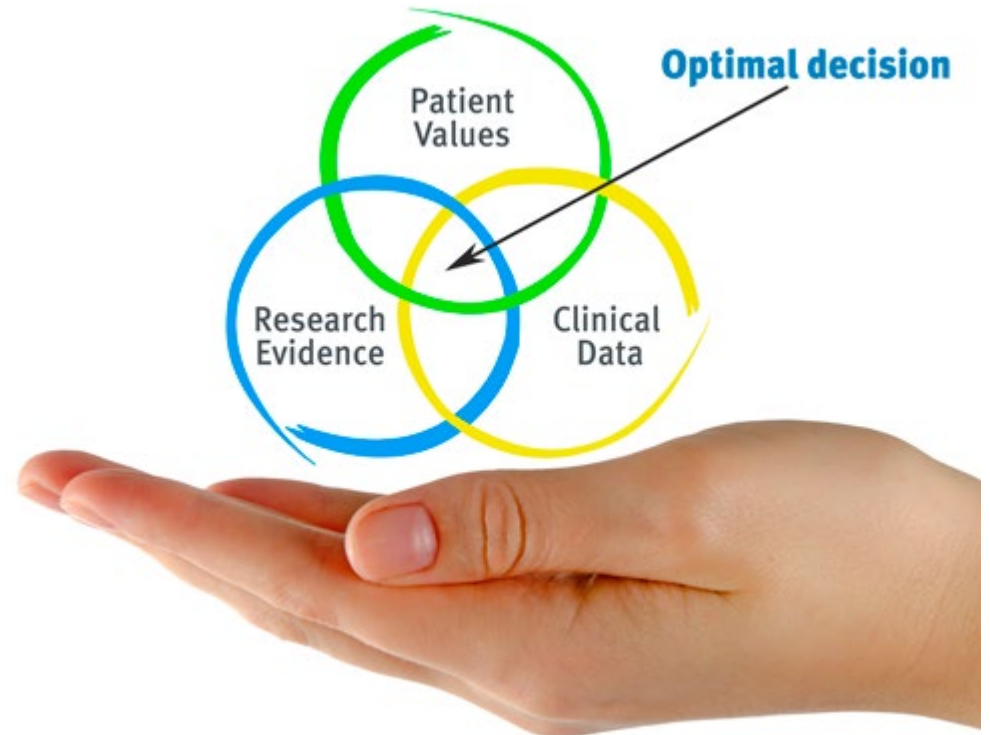 Optimal decision
Patient
Values
Research
Evidence
Clinical
Data